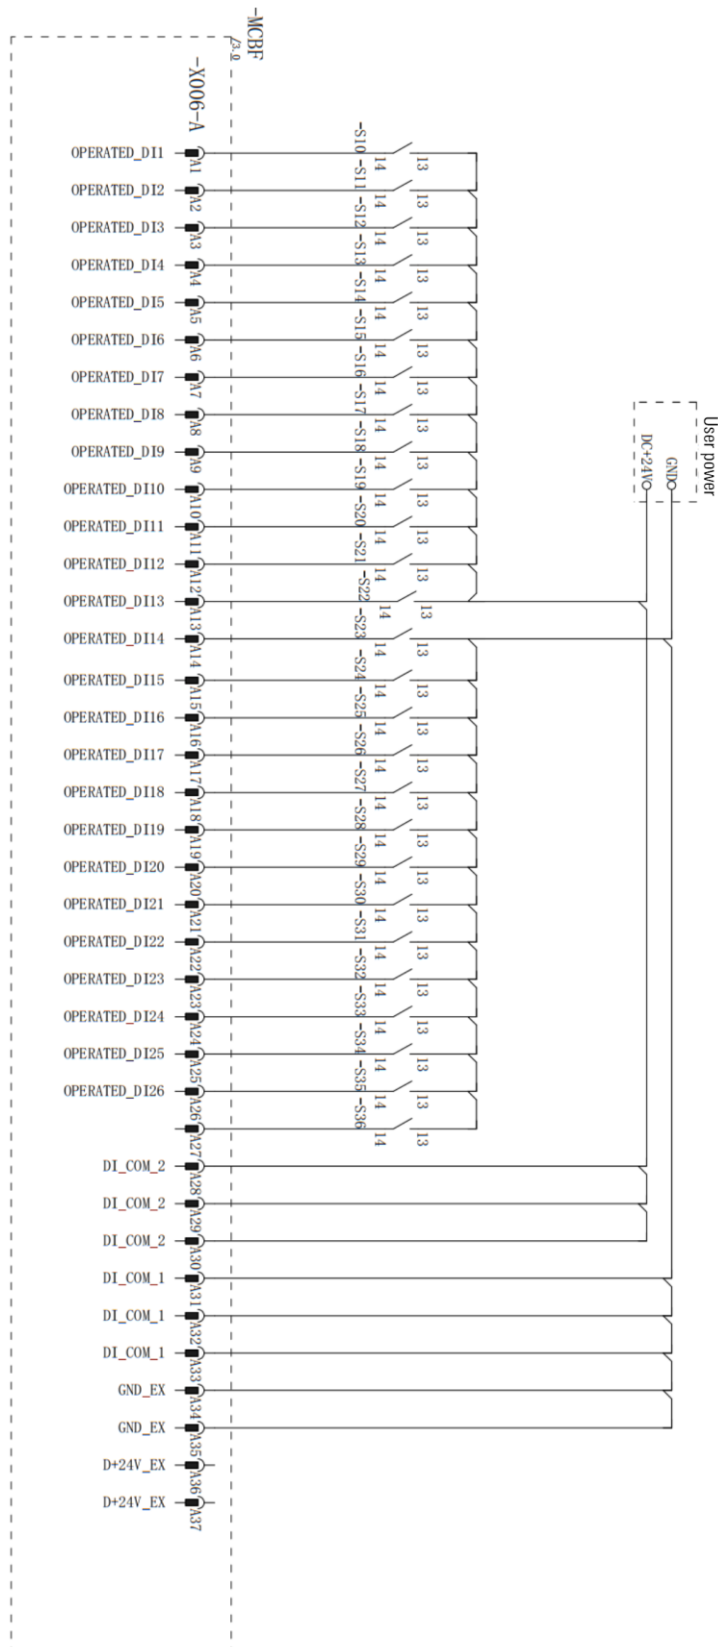 -MCBF
/3.0
-X006-A
User power
GND
DC+24V
OPERATED_DI1 A1 -S10 14 13
OPERATED_DI2 A2 -S11 14 13
OPERATED_DI3 A3 -S12 14 13
OPERATED_DI4 A4 -S13 14 13
OPERATED_DI5 A5 -S14 14 13
OPERATED_DI6 A6 -S15 14 13
OPERATED_DI7 A7 -S16 14 13
OPERATED_DI8 A8 -S17 14 13
OPERATED_DI9 A9 -S18 14 13
OPERATED_DI10 A10 -S19 14 13
OPERATED_DI11 A11 -S20 14 13
OPERATED_DI12 A12 -S21 14 13
OPERATED_DI13 A13 -S22 14 13
OPERATED_DI14 A14 -S23 14 13
OPERATED_DI15 A15 -S24 14 13
OPERATED_DI16 A16 -S25 14 13
OPERATED_DI17 A17 -S26 14 13
OPERATED_DI18 A18 -S27 14 13
OPERATED_DI19 A19 -S28 14 13
OPERATED_DI20 A20 -S29 14 13
OPERATED_DI21 A21 -S30 14 13
OPERATED_DI22 A22 -S31 14 13
OPERATED_DI23 A23 -S32 14 13
OPERATED_DI24 A24 -S33 14 13
OPERATED_DI25 A25 -S34 14 13
OPERATED_DI26 A26 -S35 14 13
A27 -S36 14 13
DI_COM_2 A28
DI_COM_2 A29
DI_COM_2 A30
DI_COM_1 A31
DI_COM_1 A32
DI_COM_1 A33
GND_EX A34
GND_EX A35
D+24V_EX A36
D+24V_EX A37